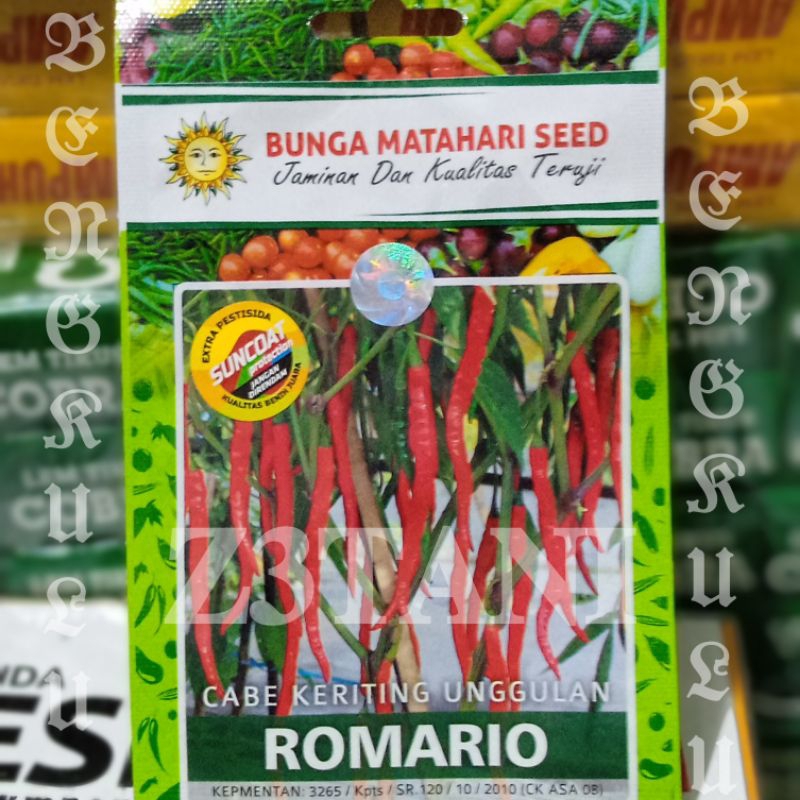 BUNGA MATAHARI SEED
Jaminan Dan Kualitas Teruji
EXTRA PESTISIDA
SUNCOAT
protection
JANGAN
DIRENDAM
KUALITAS BENIH JUARA
Z3TANI
CABE KERITING UNGGULAN
ROMARIO
KEPMENTAN: 3265 / Kpts / SR 120 / 10 / 2010 (CK ASA 08)
BENGKULU
BENGKULU